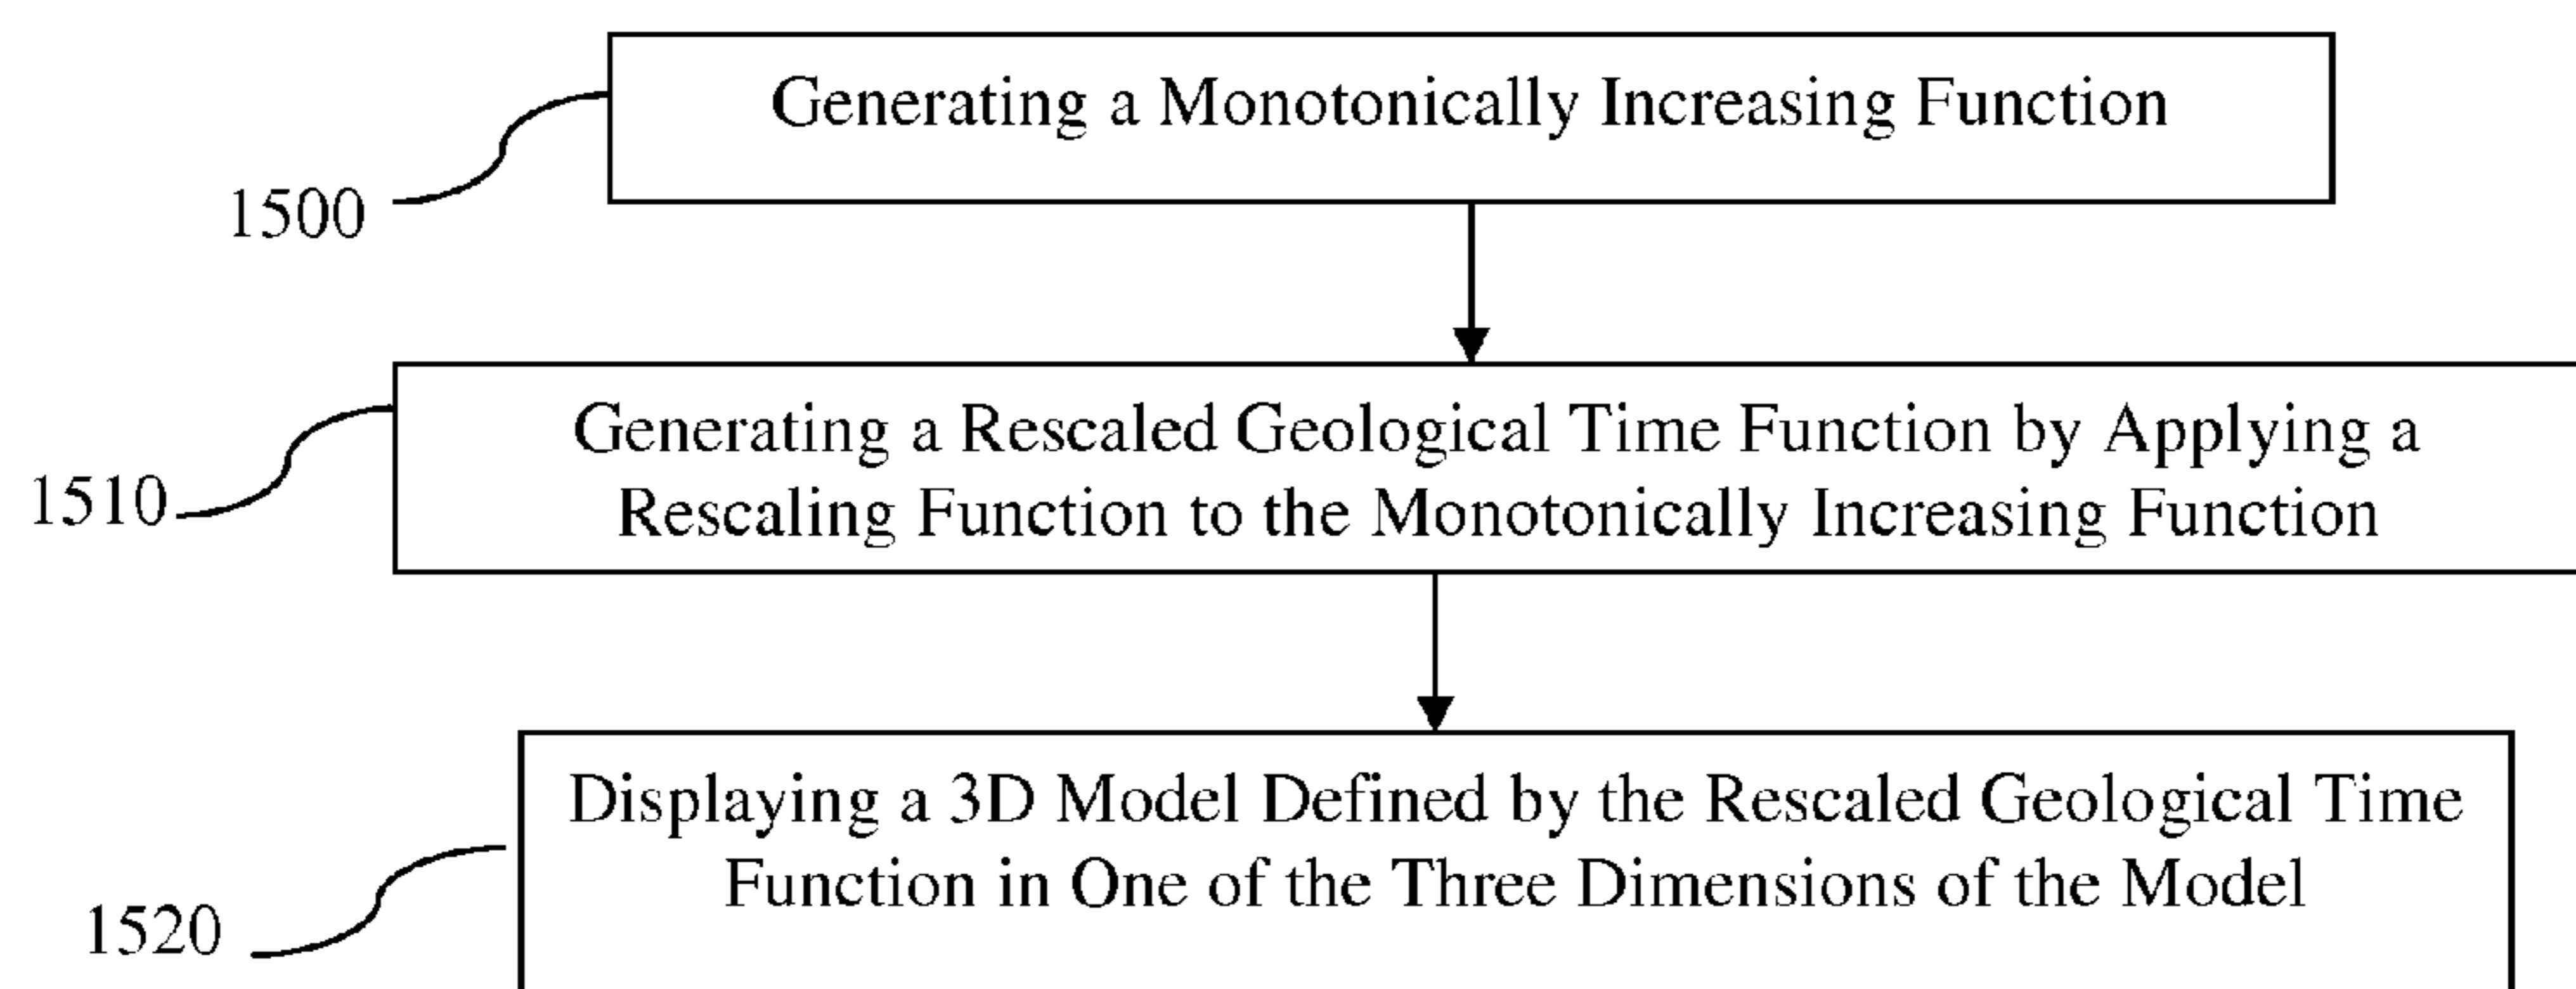 Generating a Monotonically Increasing Function
1500
Generating a Rescaled Geological Time Function by Applying a
Rescaling Function to the Monotonically Increasing Function
1510
Displaying a 3D Model Defined by the Rescaled Geological Time
Function in One of the Three Dimensions of the Model
1520